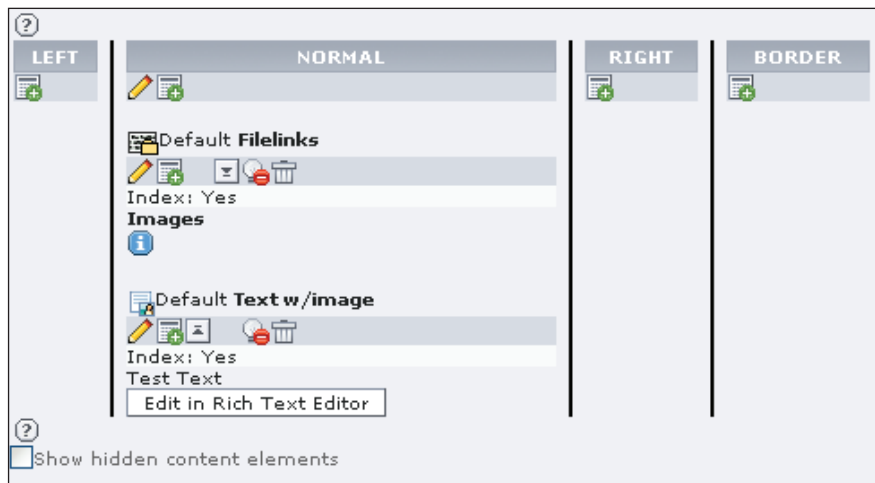 ?
LEFT NORMAL RIGHT BORDER
Default Filelinks
Index: Yes
Images
i
Default Text w/image
Index: Yes
Test Text
Edit in Rich Text Editor
?
Show hidden content elements